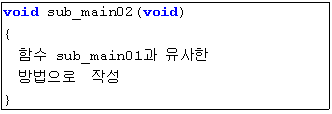 void sub_main02(void)
{
함수 sub_main01과 유사한
방법으로 작성
}